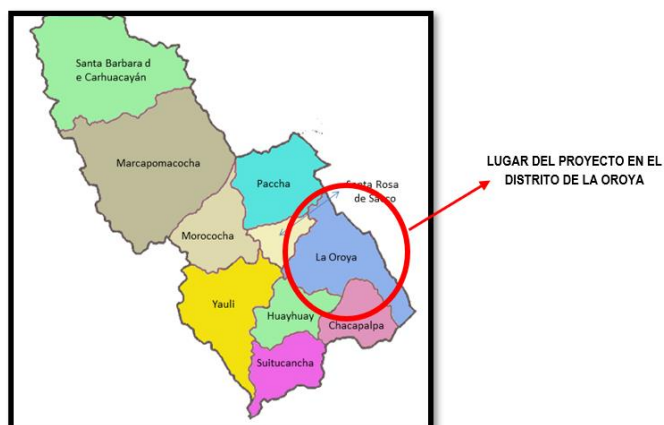 Santa Barbara d
e Carhuacayán
Marcapomacocha
Paccha
Santa Rosa
de Sacco
Morococha
La Oroya
Yauli
Huayhuay
Chacapalpa
Suitucancha
LUGAR DEL PROYECTO EN EL
DISTRITO DE LA OROYA